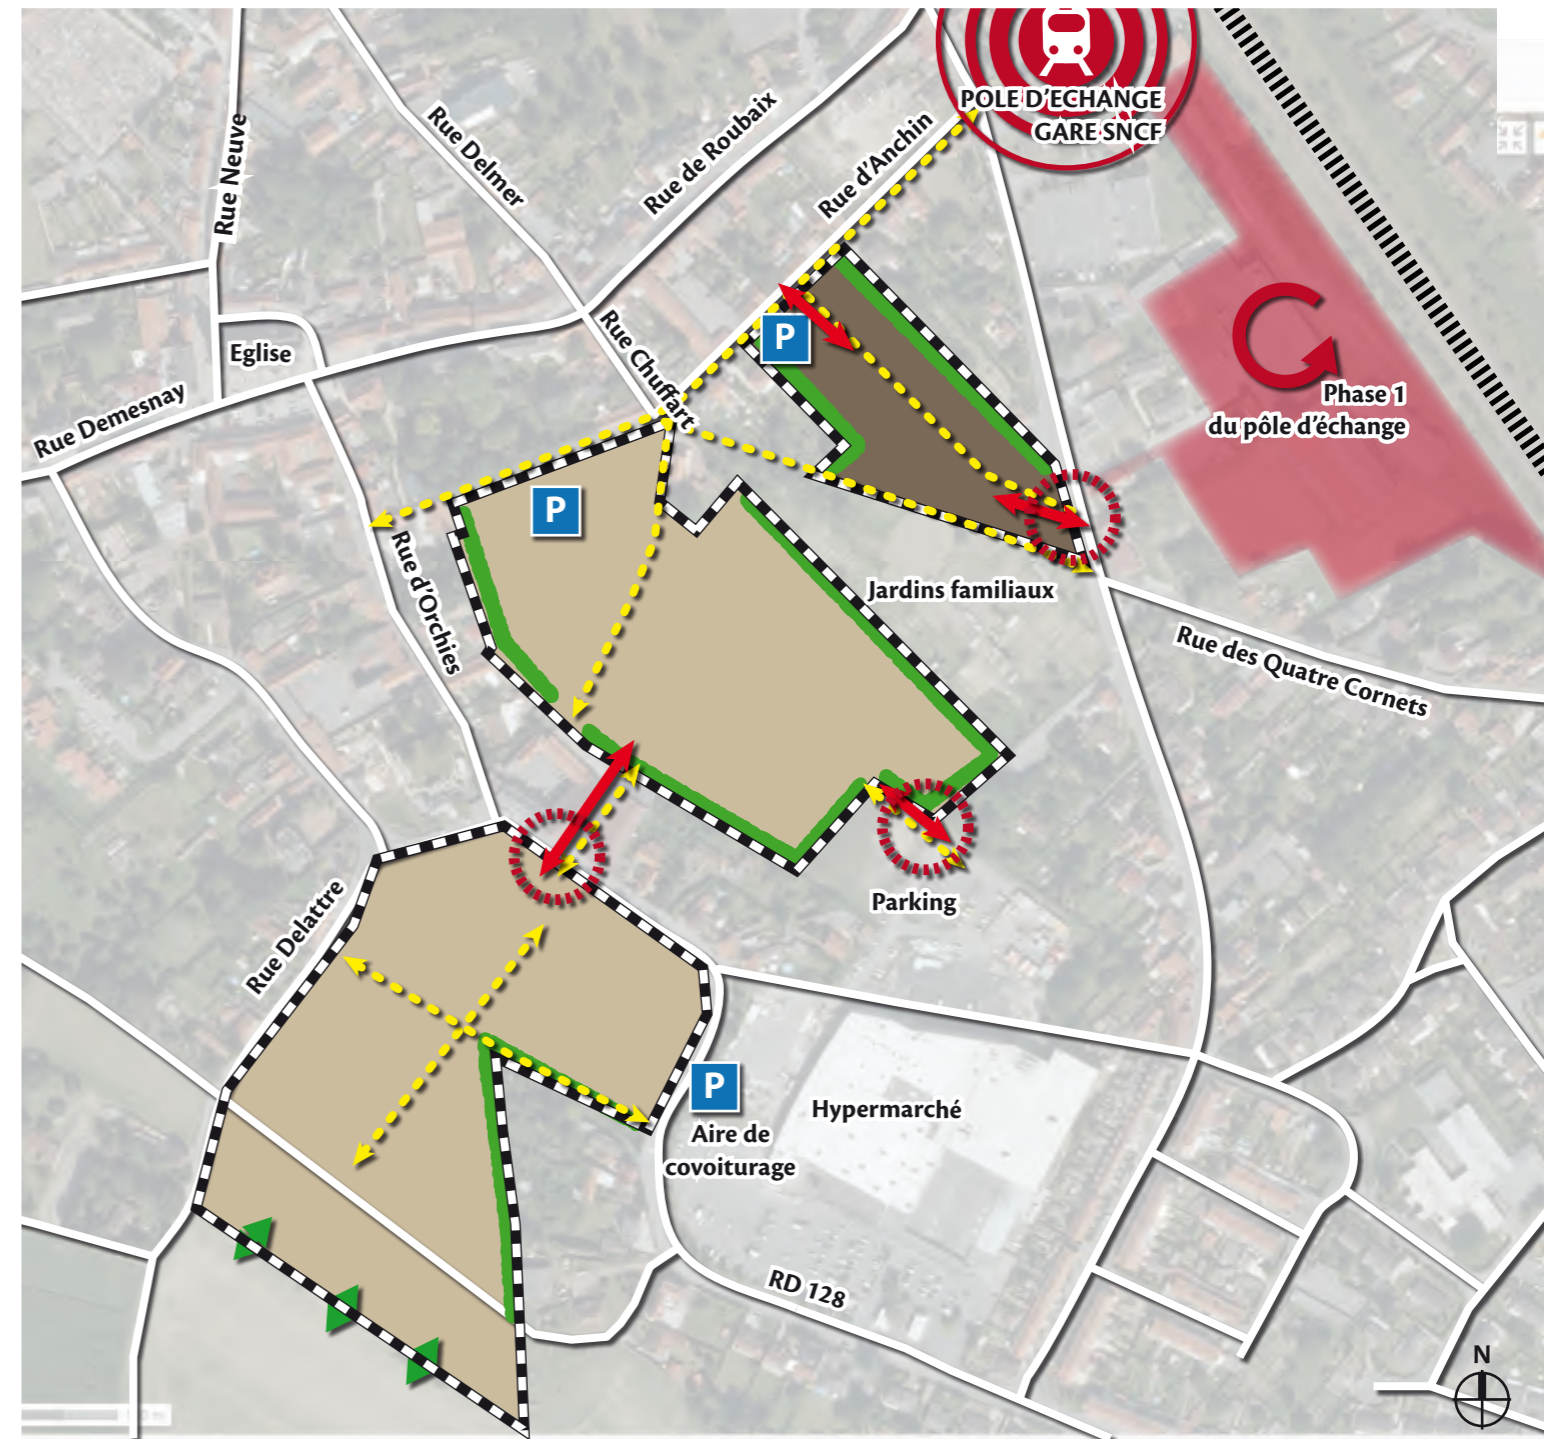 POLE D'ECHANGE
GARE SNCF
Rue Neuve
Rue Delmer
Rue de Roubaix
Rue d'Anchin
Rue Chuffart
Eglise
P
Rue Demesnay
Phase 1
du pôle d'échange
P
Rue d'Orchies
Jardins familiaux
Rue des Quatre Cornets
Rue Delattre
Parking
P
Aire de
covoiturage
Hypermarché
RD 128
N